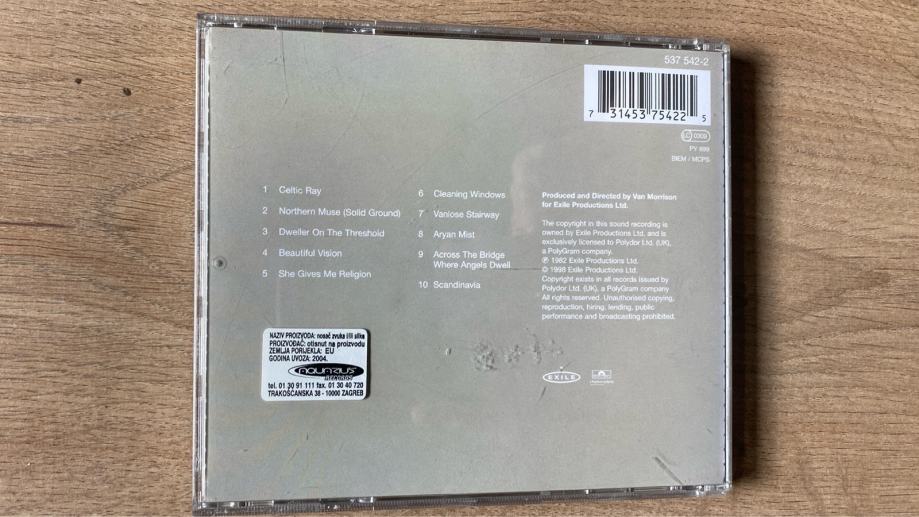 537 542-2
7 31453 75422 5
LC 0309
PY 899
BIEM / MCPS
1 Celtic Ray
2 Northern Muse (Solid Ground)
3 Dweller On The Threshold
4 Beautiful Vision
5 She Gives Me Religion
6 Cleaning Windows
7 Vanlose Stairway
8 Aryan Mist
9 Across The Bridge
Where Angels Dwell
10 Scandinavia
Produced and Directed by Van Morrison
for Exile Productions Ltd.
The copyright in this sound recording is
owned by Exile Productions Ltd. and is
exclusively licensed to Polydor Ltd. (UK),
a PolyGram company.
℗ 1982 Exile Productions Ltd.
© 1998 Exile Productions Ltd.
Copyright exists in all records issued by
Polydor Ltd. (UK), a PolyGram company
All rights reserved. Unauthorised copying,
reproduction, hiring, lending, public
performance and broadcasting prohibited.
NAZIV PROIZVODA: nosač zvuka i/ili slike
PROIZVOĐAČ: otisnut na proizvodu
ZEMLJA PORIJEKLA: EU
GODINA UVOZA: 2004.
AQUARIUS
RECORDS
tel. 01 30 91 111 fax. 01 30 40 720
TRAKOŠĆANSKA 38 - 10000 ZAGREB
EXILE